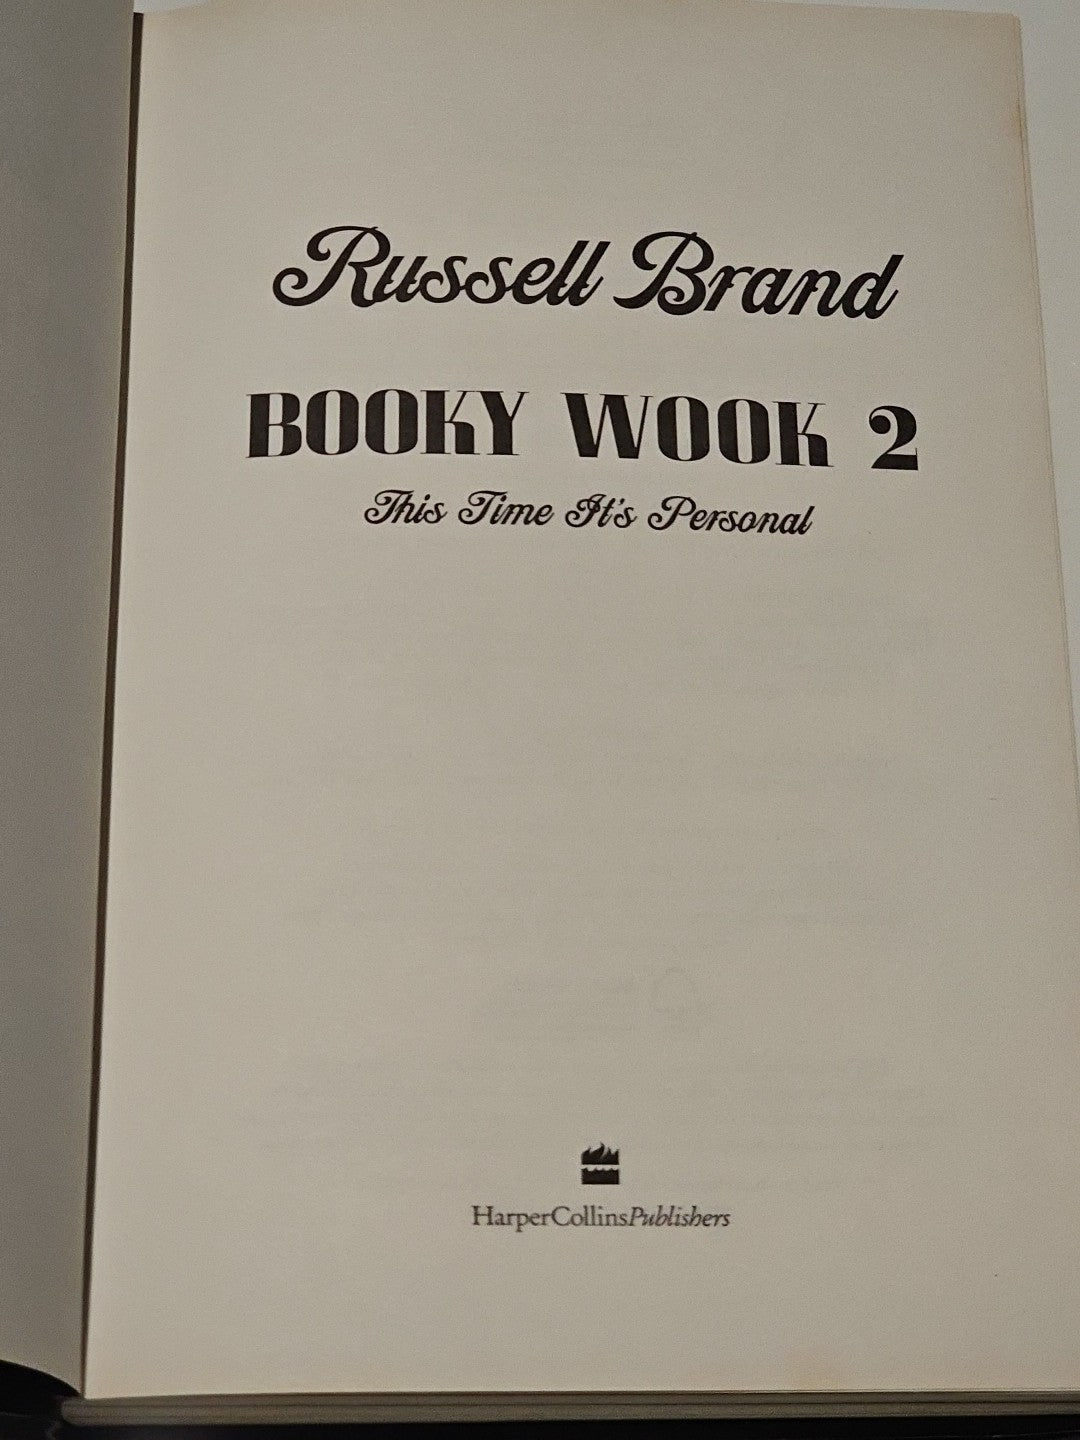 Russell Brand
BOOKY WOOK 2
This Time It's Personal
HarperCollinsPublishers